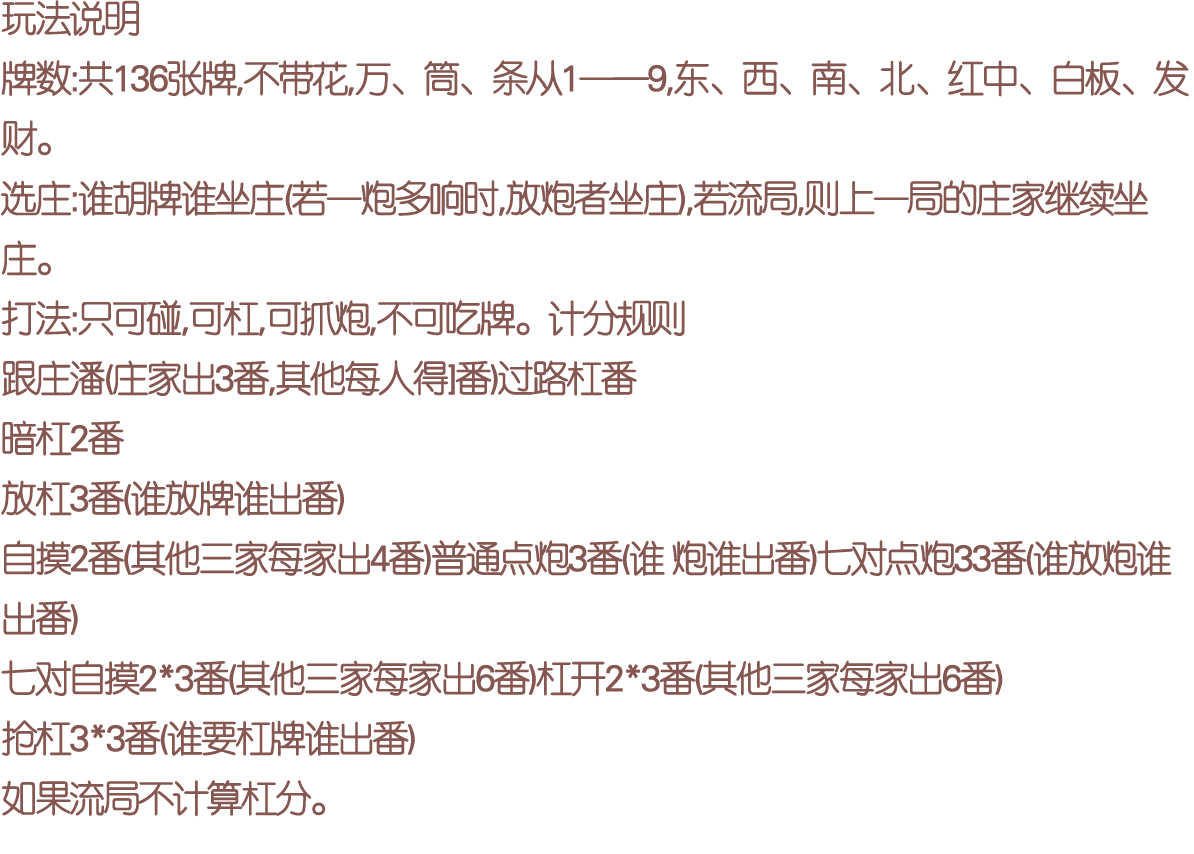 玩法说明
牌数:共136张牌,不带花,万、筒、条从1——9,东、西、南、北、红中、白板、发
财。
选庄:谁胡牌谁坐庄(若一炮多响时,放炮者坐庄),若流局,则上一局的庄家继续坐
庄。
打法:只可碰,可杠,可抓炮,不可吃牌。计分规则
跟庄潘(庄家出3番,其他每人得]番)过路杠番
暗杠2番
放杠3番(谁放牌谁出番)
自摸2番(其他三家每家出4番)普通点炮3番(谁 炮谁出番)七对点炮33番(谁放炮谁
出番)
七对自摸2*3番(其他三家每家出6番)杠开2*3番(其他三家每家出6番)
抢杠3*3番(谁要杠牌谁出番)
如果流局不计算杠分。